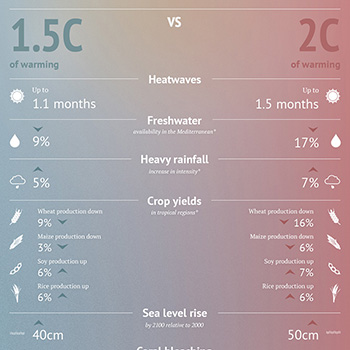 1.5C VS 2C
of warming of warming
Heatwaves
Up to Up to
1.1 months 1.5 months
Freshwater
availability in the Mediterranean*
9% 17%
Heavy rainfall
increase in intensity*
5% 7%
Crop yields
in tropical regions*
Wheat production down Wheat production down
9% 16%
Maize production down Maize production down
3% 6%
Soy production up Soy production up
6% 7%
Rice production up Rice production up
6% 6%
Sea level rise
by 2100 relative to 2000
40cm 50cm